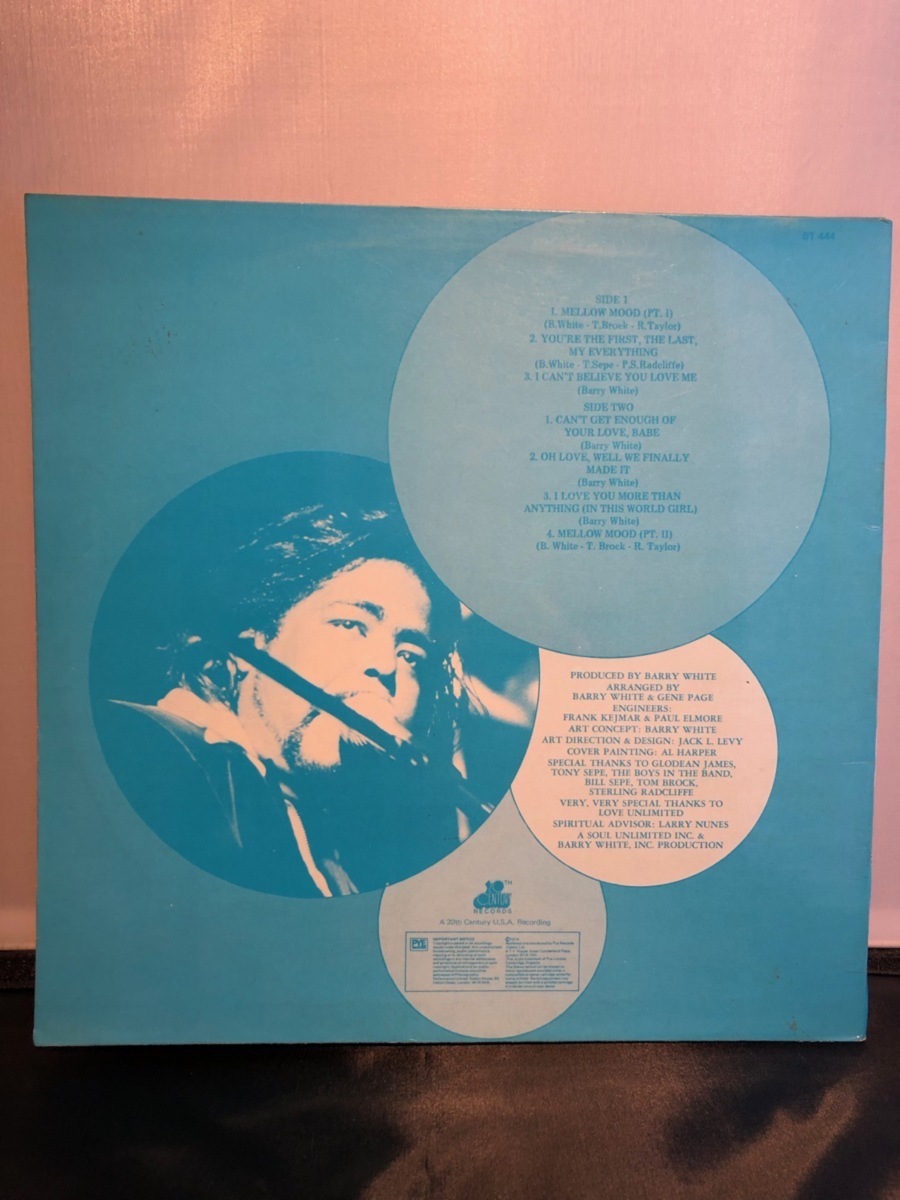 BT 444
SIDE 1
1. MELLOW MOOD (PT. I)
(B.White - T.Brock - R.Taylor)
2. YOU'RE THE FIRST, THE LAST,
MY EVERYTHING
(B.White - T.Sepe - P.S.Radcliffe)
3. I CAN'T BELIEVE YOU LOVE ME
(Barry White)
SIDE TWO
1. CAN'T GET ENOUGH OF
YOUR LOVE, BABE
(Barry White)
2. OH LOVE, WELL WE FINALLY
MADE IT
(Barry White)
3. I LOVE YOU MORE THAN
ANYTHING (IN THIS WORLD GIRL)
(Barry White)
4. MELLOW MOOD (PT. II)
(B. White - T. Brock - R. Taylor)
PRODUCED BY BARRY WHITE
ARRANGED BY
BARRY WHITE & GENE PAGE
ENGINEERS:
FRANK KEJMAR & PAUL ELMORE
ART CONCEPT: BARRY WHITE
ART DIRECTION & DESIGN: JACK L. LEVY
COVER PAINTING: AL HARPER
SPECIAL THANKS TO GLODEAN JAMES,
TONY SEPE, THE BOYS IN THE BAND,
BILL SEPE, TOM BROCK,
STERLING RADCLIFFE
VERY, VERY SPECIAL THANKS TO
LOVE UNLIMITED
SPIRITUAL ADVISOR: LARRY NUNES
A SOUL UNLIMITED INC. &
BARRY WHITE, INC. PRODUCTION
20TH
CENTURY
RECORDS
A 20th Century U.S.A. Recording
PYE
IMPORTANT NOTICE